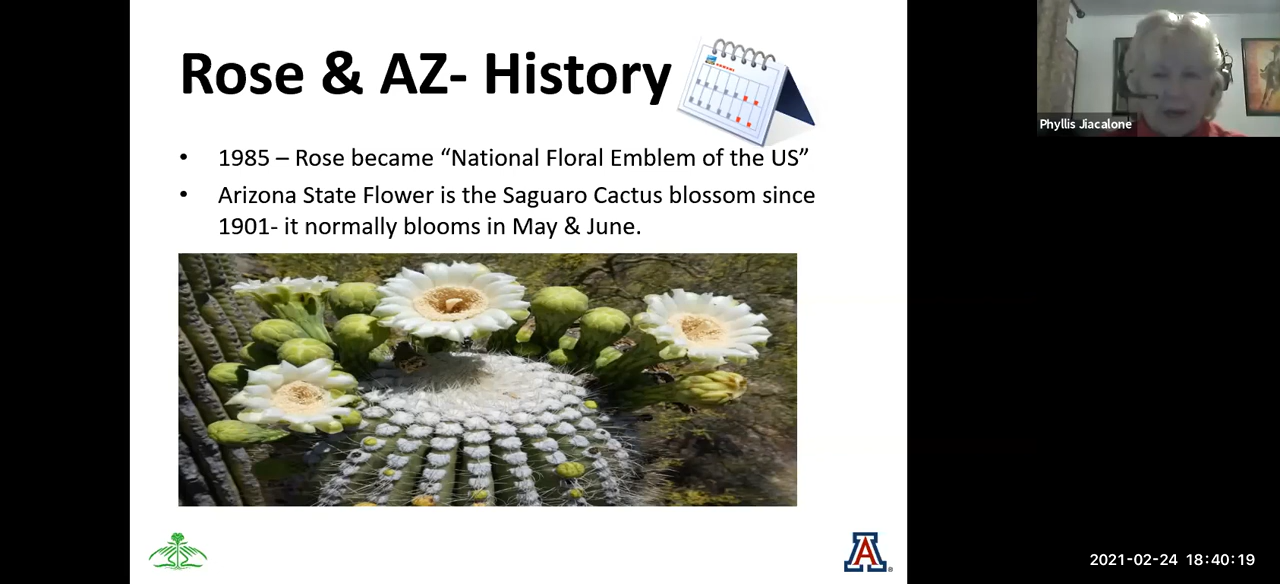 Rose & AZ- History
• 1985 – Rose became “National Floral Emblem of the US”
• Arizona State Flower is the Saguaro Cactus blossom since
1901- it normally blooms in May & June.
Phyllis Jiacalone
A
®
2021-02-24 18:40:19